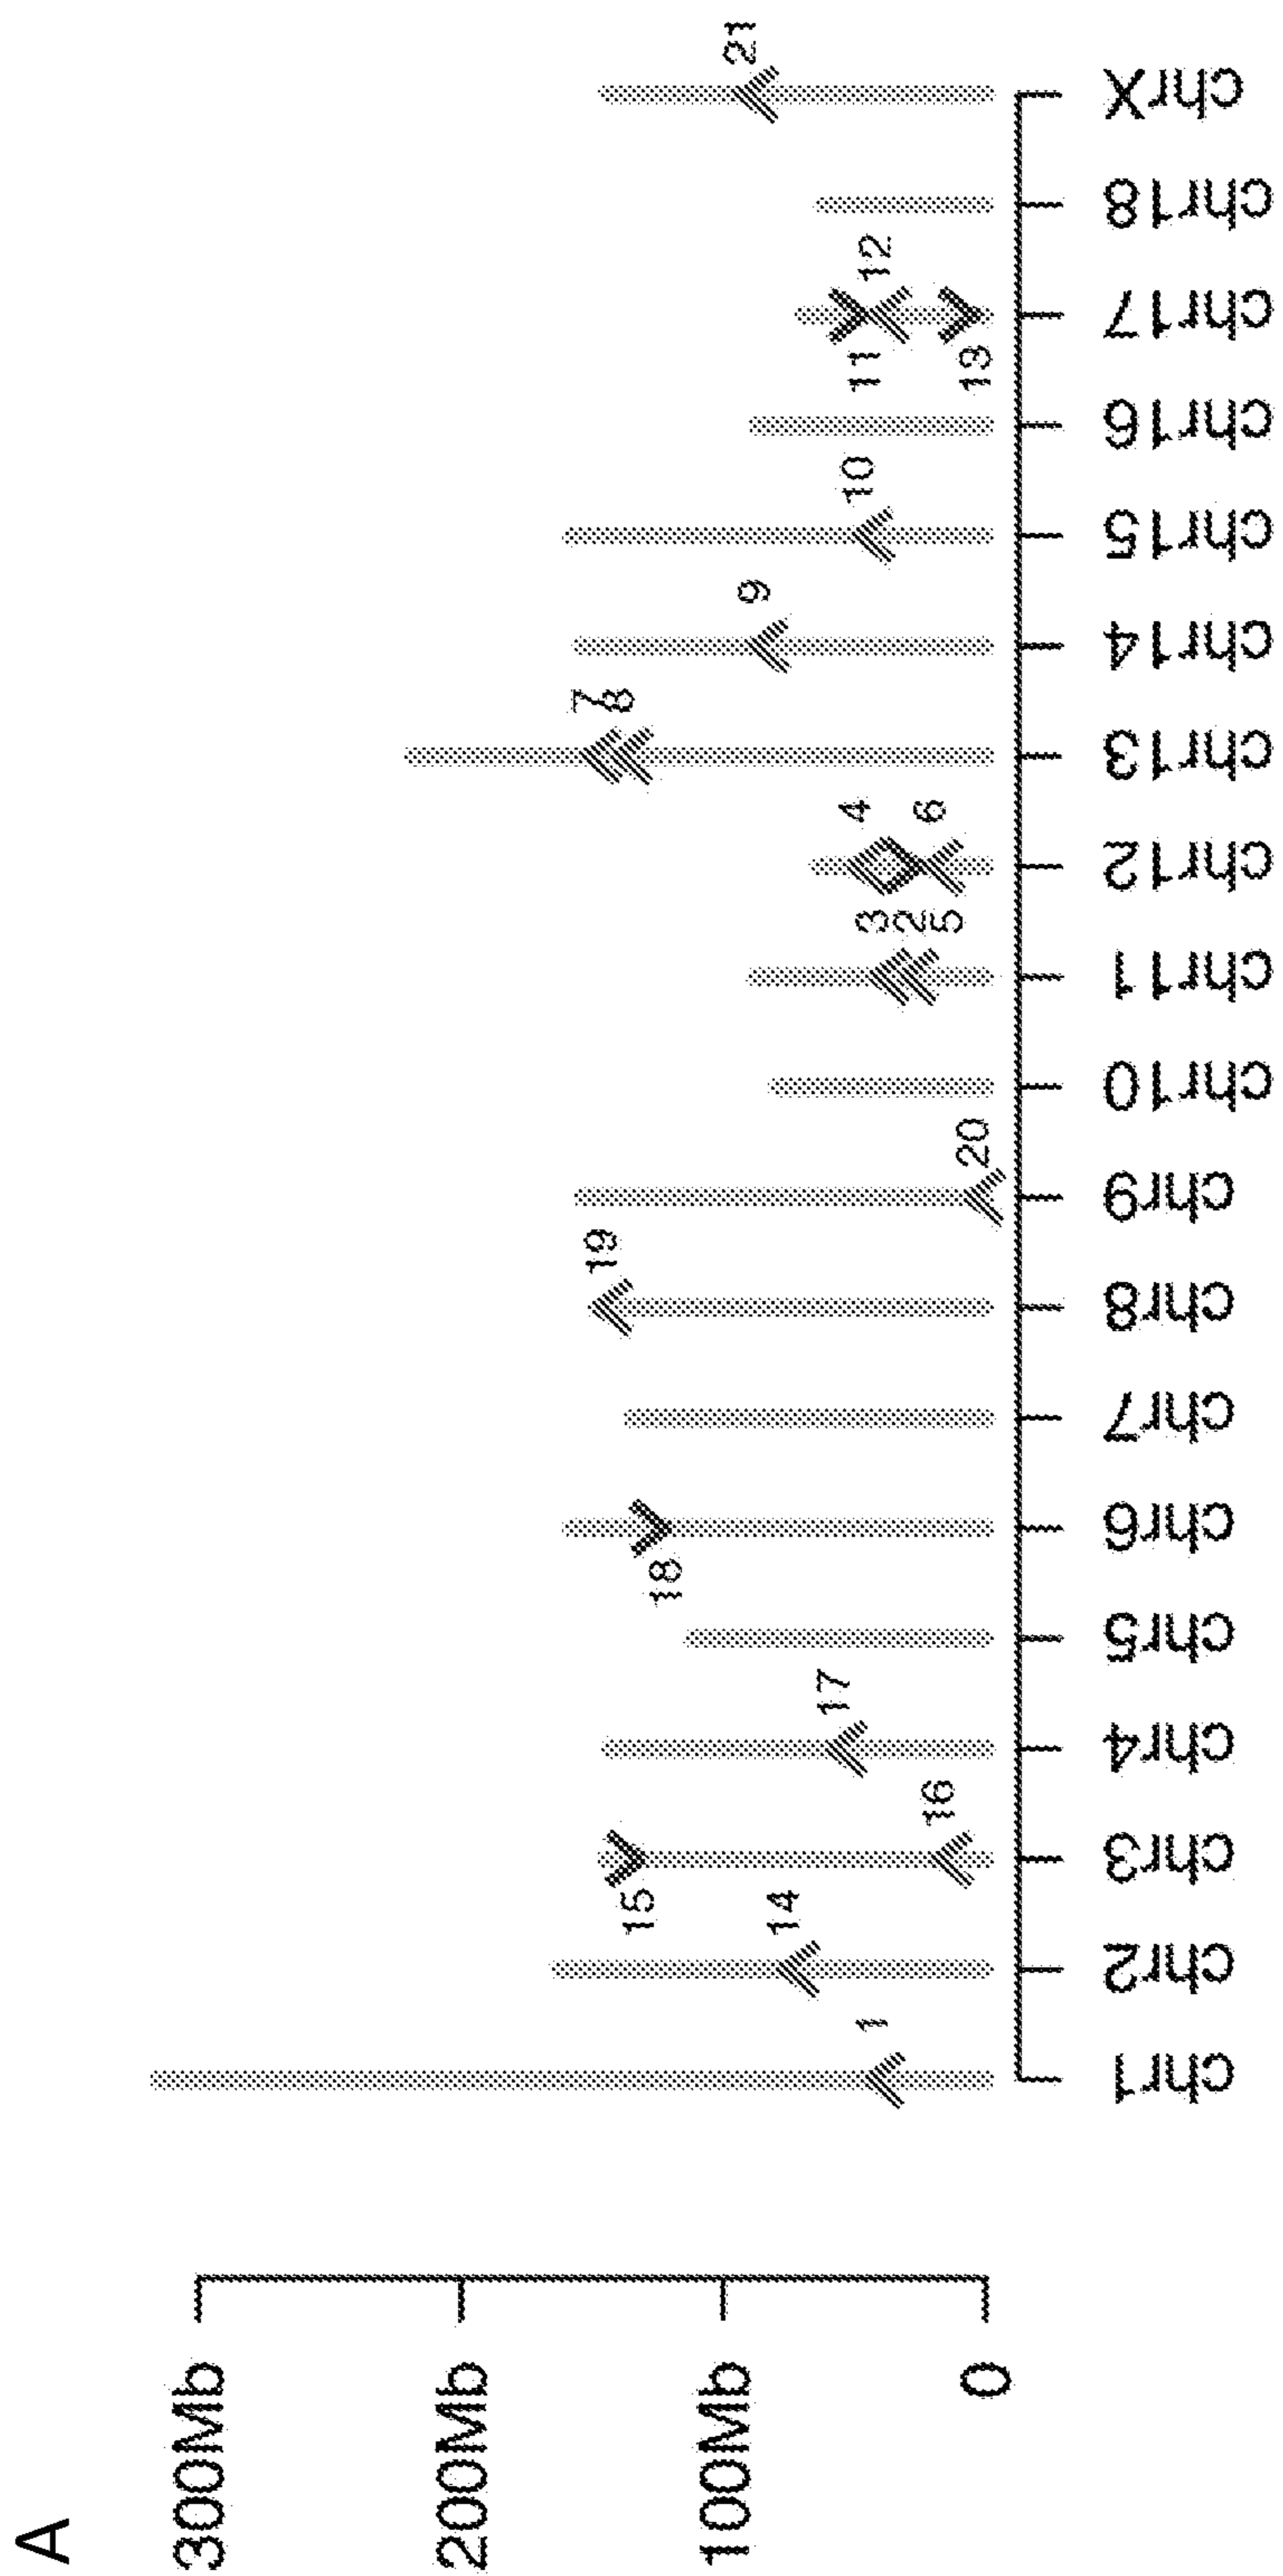 A
300Mb
200Mb
100Mb
0
chr1
chr2
chr3
chr4
chr5
chr6
chr7
chr8
chr9
chr10
chr11
chr12
chr13
chr14
chr15
chr16
chr17
chr18
chrX
1
14
15
16
17
18
19
20
3
2
5
4
6
7
8
9
10
11
13
12
21